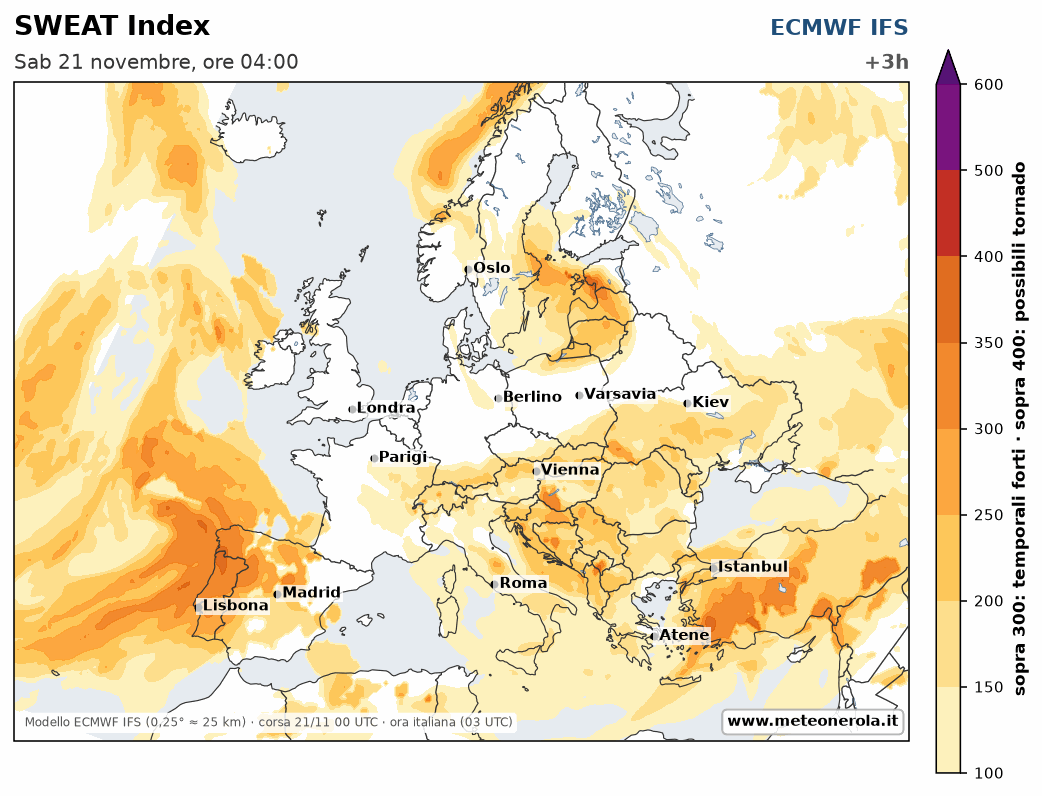 SWEAT Index
ECMWF IFS
Sab 21 novembre, ore 04:00
+3h
Oslo
Londra
Berlino
Varsavia
Kiev
Parigi
Vienna
Roma
Istanbul
Madrid
Lisbona
Atene
Modello ECMWF IFS (0,25° ≈ 25 km) · corsa 21/11 00 UTC · ora italiana (03 UTC)
www.meteonerola.it
600
500
400
350
300
250
200
150
100
sopra 300: temporali forti · sopra 400: possibili tornado